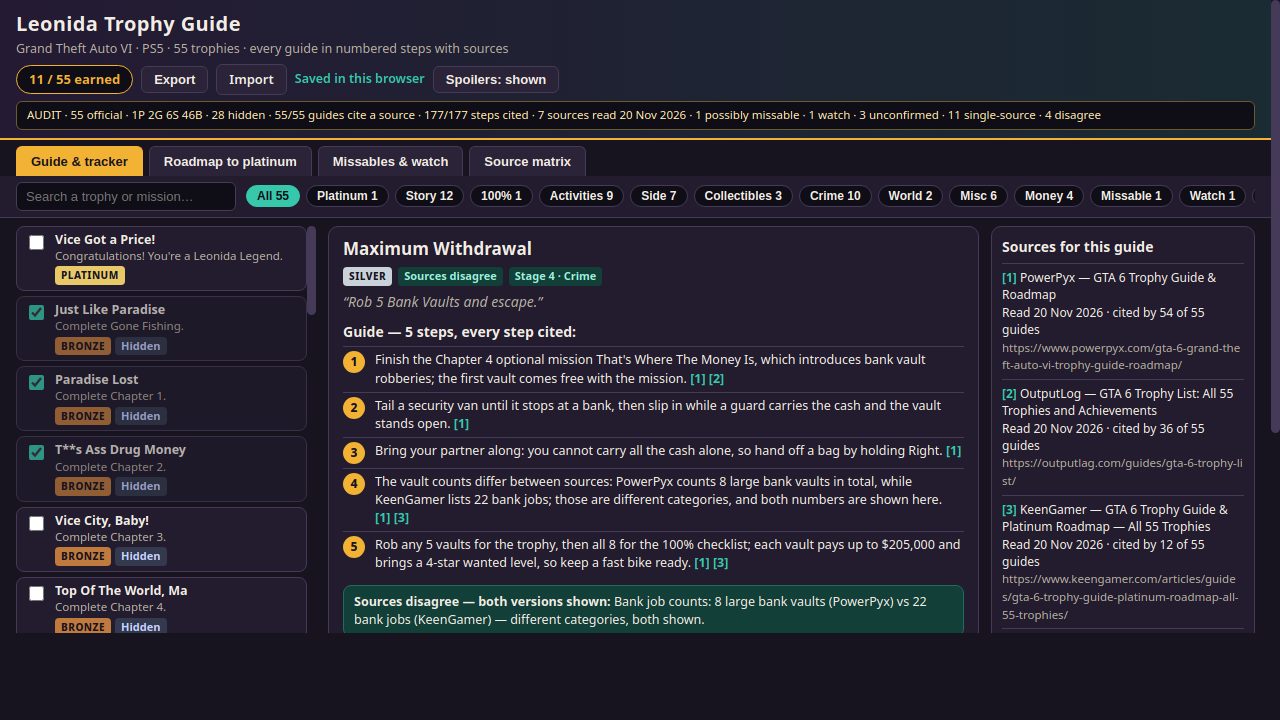 Leonida Trophy Guide
Grand Theft Auto VI · PS5 · 55 trophies · every guide in numbered steps with sources
11 / 55 earned
Export
Import
Saved in this browser
Spoilers: shown
AUDIT · 55 official · 1P 2G 6S 46B · 28 hidden · 55/55 guides cite a source · 177/177 steps cited · 7 sources read 20 Nov 2026 · 1 possibly missable · 1 watch · 3 unconfirmed · 11 single-source · 4 disagree
Guide & tracker
Roadmap to platinum
Missables & watch
Source matrix
Search a trophy or mission…
All 55
Platinum 1
Story 12
100% 1
Activities 9
Side 7
Collectibles 3
Crime 10
World 2
Misc 6
Money 4
Missable 1
Watch 1
Vice Got a Price!
Congratulations! You're a Leonida Legend.
PLATINUM
Just Like Paradise
Complete Gone Fishing.
BRONZE
Hidden
Paradise Lost
Complete Chapter 1.
BRONZE
Hidden
T**s Ass Drug Money
Complete Chapter 2.
BRONZE
Hidden
Vice City, Baby!
Complete Chapter 3.
BRONZE
Hidden
Top Of The World, Ma
Complete Chapter 4.
BRONZE
Hidden
Maximum Withdrawal
SILVER
Sources disagree
Stage 4 · Crime
“Rob 5 Bank Vaults and escape.”
Guide — 5 steps, every step cited:
1
Finish the Chapter 4 optional mission That's Where The Money Is, which introduces bank vault
robberies; the first vault comes free with the mission. [1] [2]
2
Tail a security van until it stops at a bank, then slip in while a guard carries the cash and the vault
stands open. [1]
3
Bring your partner along: you cannot carry all the cash alone, so hand off a bag by holding Right. [1]
4
The vault counts differ between sources: PowerPyx counts 8 large bank vaults in total, while
KeenGamer lists 22 bank jobs; those are different categories, and both numbers are shown here.
[1] [3]
5
Rob any 5 vaults for the trophy, then all 8 for the 100% checklist; each vault pays up to $205,000 and
brings a 4-star wanted level, so keep a fast bike ready. [1] [3]
Sources disagree — both versions shown: Bank job counts: 8 large bank vaults (PowerPyx) vs 22
bank jobs (KeenGamer) — different categories, both shown.
Sources for this guide
[1] PowerPyx — GTA 6 Trophy Guide &
Roadmap
Read 20 Nov 2026 · cited by 54 of 55
guides
https://www.powerpyx.com/gta-6-grand-the
ft-auto-vi-trophy-guide-roadmap/
[2] OutputLog — GTA 6 Trophy List: All 55
Trophies and Achievements
Read 20 Nov 2026 · cited by 36 of 55
guides
https://outputlag.com/guides/gta-6-trophy-li
st/
[3] KeenGamer — GTA 6 Trophy Guide &
Platinum Roadmap — All 55 Trophies
Read 20 Nov 2026 · cited by 12 of 55
guides
https://www.keengamer.com/articles/guide
s/gta-6-trophy-guide-platinum-roadmap-all-
55-trophies/